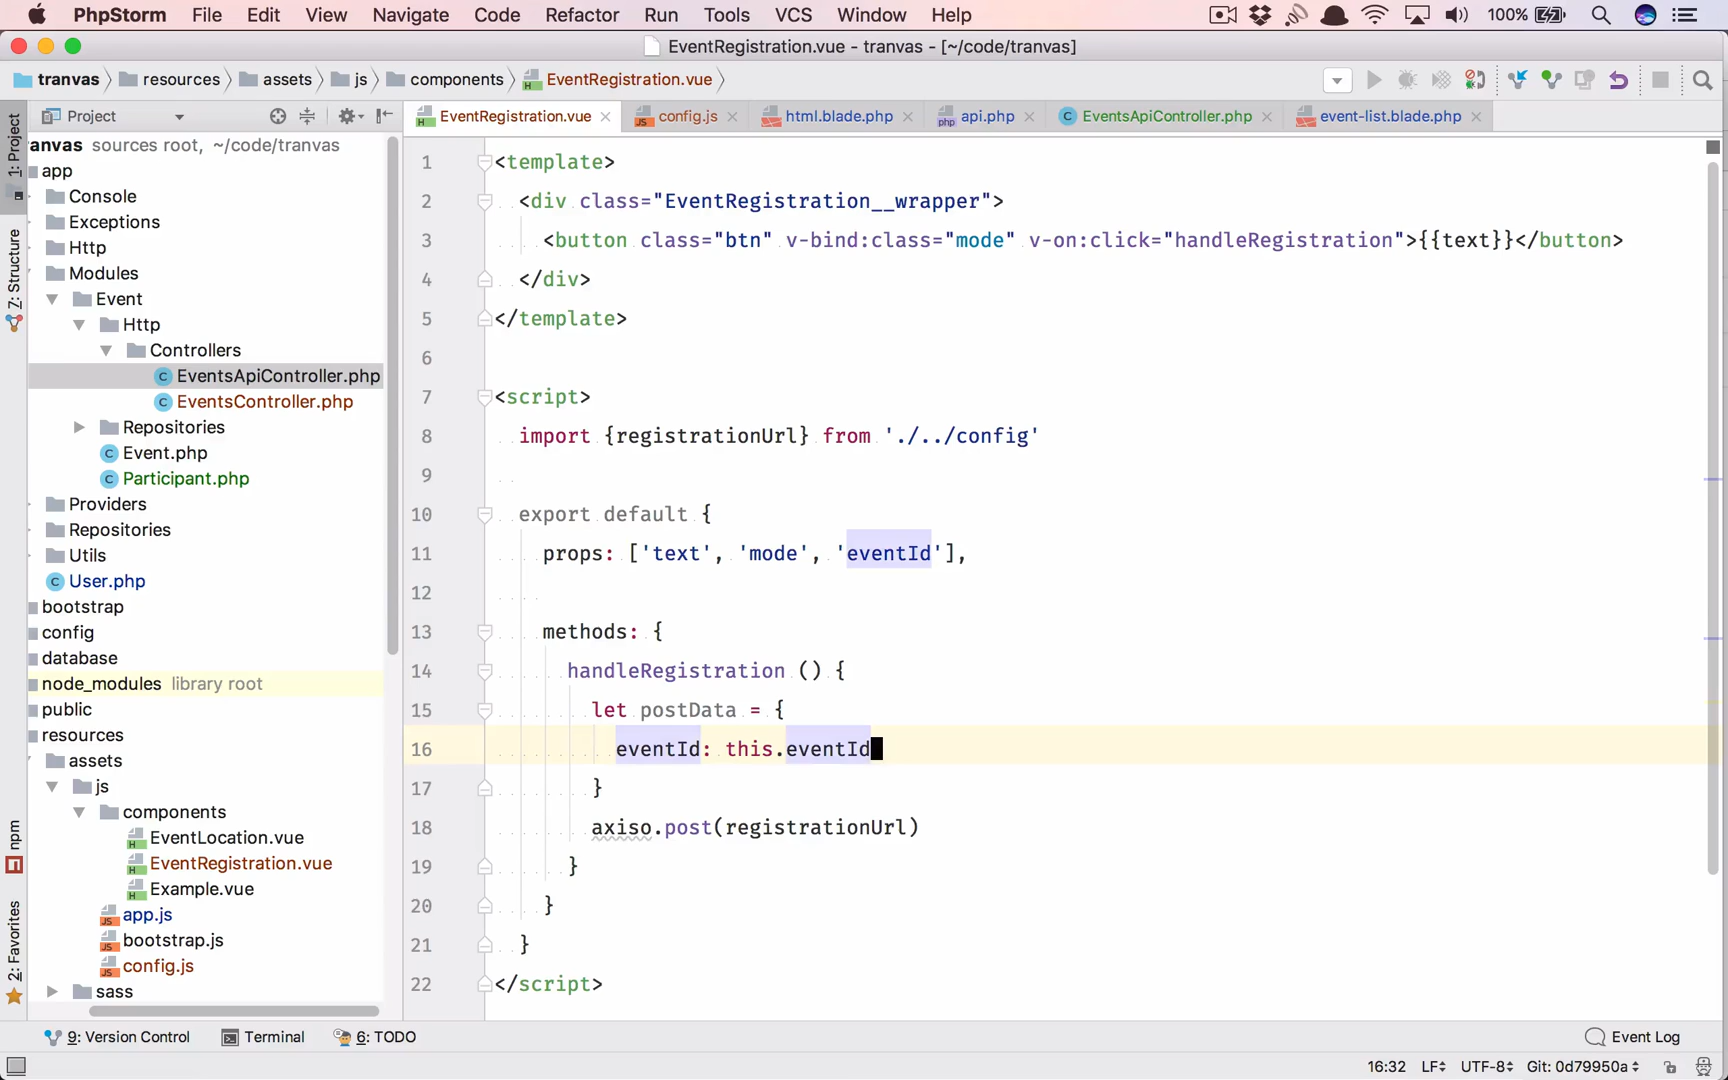 PhpStorm File Edit View Navigate Code Refactor Run Tools VCS Window Help 100%
EventRegistration.vue - tranvas - [~/code/tranvas]
tranvas resources assets js components EventRegistration.vue
1: Project
7: Structure
npm
2: Favorites
Project
EventRegistration.vue config.js html.blade.php api.php EventsApiController.php event-list.blade.php
ranvas sources root, ~/code/tranvas
app
Console
Exceptions
Http
Modules
Event
Http
Controllers
EventsApiController.php
EventsController.php
Repositories
Event.php
Participant.php
Providers
Repositories
Utils
User.php
bootstrap
config
database
node_modules library root
public
resources
assets
js
components
EventLocation.vue
EventRegistration.vue
Example.vue
app.js
bootstrap.js
config.js
sass
1 <template>
2 <div class="EventRegistration__wrapper">
3 <button class="btn" v-bind:class="mode" v-on:click="handleRegistration">{{text}}</button>
4 </div>
5 </template>
6
7 <script>
8 import {registrationUrl} from './../config'
9
10 export default {
11 props: ['text', 'mode', 'eventId'],
12
13 methods: {
14 handleRegistration () {
15 let postData = {
16 eventId: this.eventId
17 }
18 axiso.post(registrationUrl)
19 }
20 }
21 }
22 </script>
9: Version Control Terminal 6: TODO Event Log
16:32 LF UTF-8 Git: 0d79950a